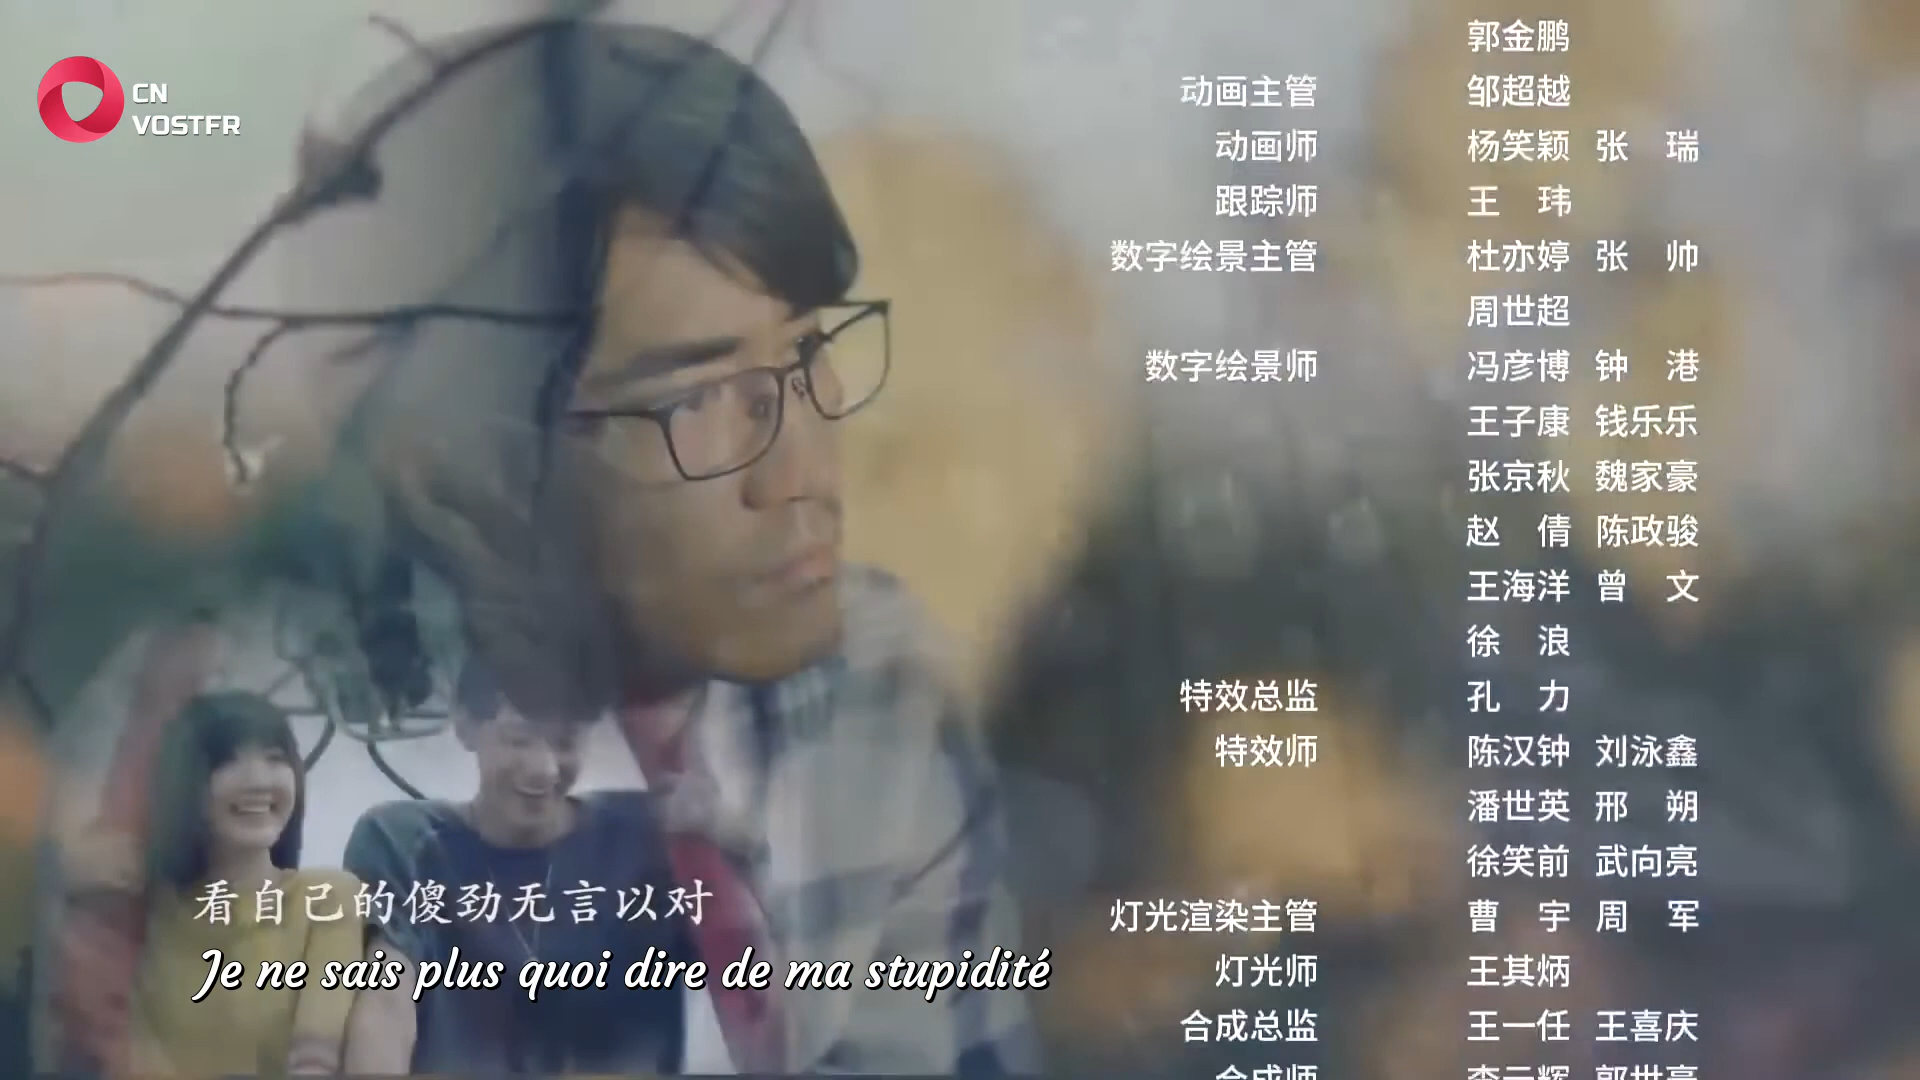 CN
VOSTFR
郭金鹏
动画主管 邹超越
动画师 杨笑颖 张 瑞
跟踪师 王 玮
数字绘景主管 杜亦婷 张 帅
周世超
数字绘景师 冯彦博 钟 港
王子康 钱乐乐
张京秋 魏家豪
赵 倩 陈政骏
王海洋 曾 文
徐 浪
特效总监 孔 力
特效师 陈汉钟 刘泳鑫
潘世英 邢 朔
徐笑前 武向亮
灯光渲染主管 曹 宇 周 军
灯光师 王其炳
合成总监 王一任 王喜庆
看自己的傻劲无言以对
Je ne sais plus quoi dire de ma stupidité